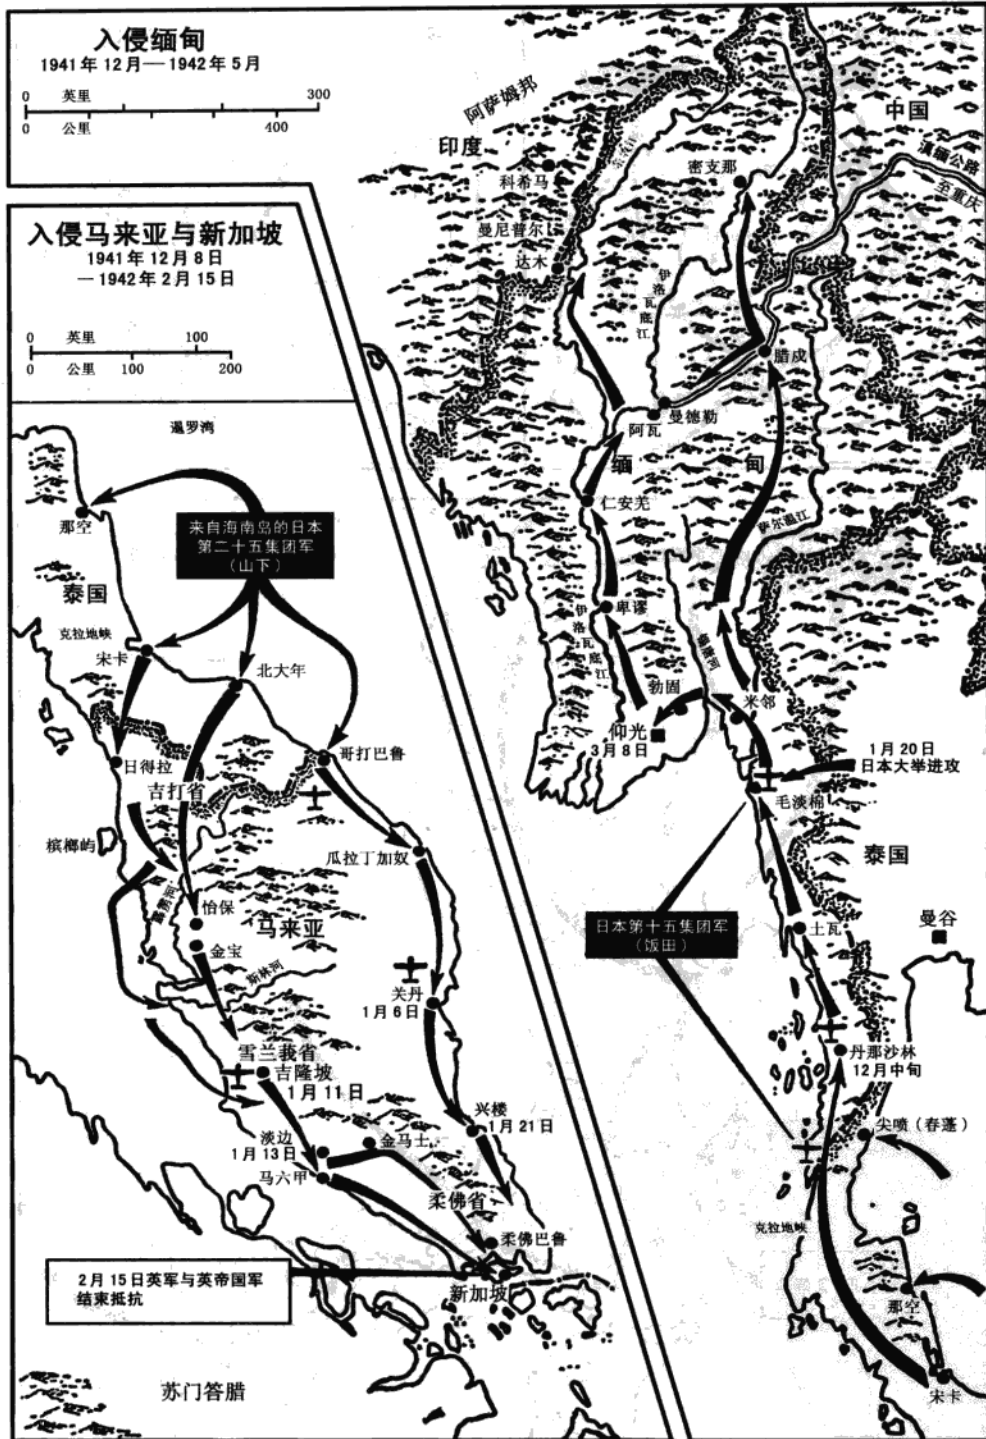 入侵缅甸
1941年12月——1942年5月
0 英里 300
0 公里 400
入侵马来亚与新加坡
1941年12月8日
—1942年2月15日
0 英里 100
0 公里 100 200
暹罗湾
那空
来自海南岛的日本
第二十五集团军
(山下)
泰国
克拉地峡
宋卡
北大年
日得拉
哥打巴鲁
吉打省
槟榔屿
瓜拉丁加奴
怡保
马来亚
金宝
斯林河
关丹
1月6日
雪兰莪省
吉隆坡
1月11日
兴楼
1月21日
淡边
1月13日
金马士
马六甲
柔佛省
柔佛巴鲁
2月15日英军与英帝国军
结束抵抗
新加坡
苏门答腊
阿萨姆邦
印度
中国
滇缅公路
至重庆
科希马
密支那
曼尼普尔
达木
伊洛瓦底江
腊戍
阿瓦
曼德勒
缅甸
仁安羌
萨尔温江
卑谬
伊洛瓦底江
勃固
米邻
仰光
3月8日
1月20日
日本大举进攻
毛淡棉
泰国
日本第十五集团军
(饭田)
土瓦
曼谷
丹那沙林
12月中旬
尖喷(春蓬)
克拉地峡
那空
宋卡